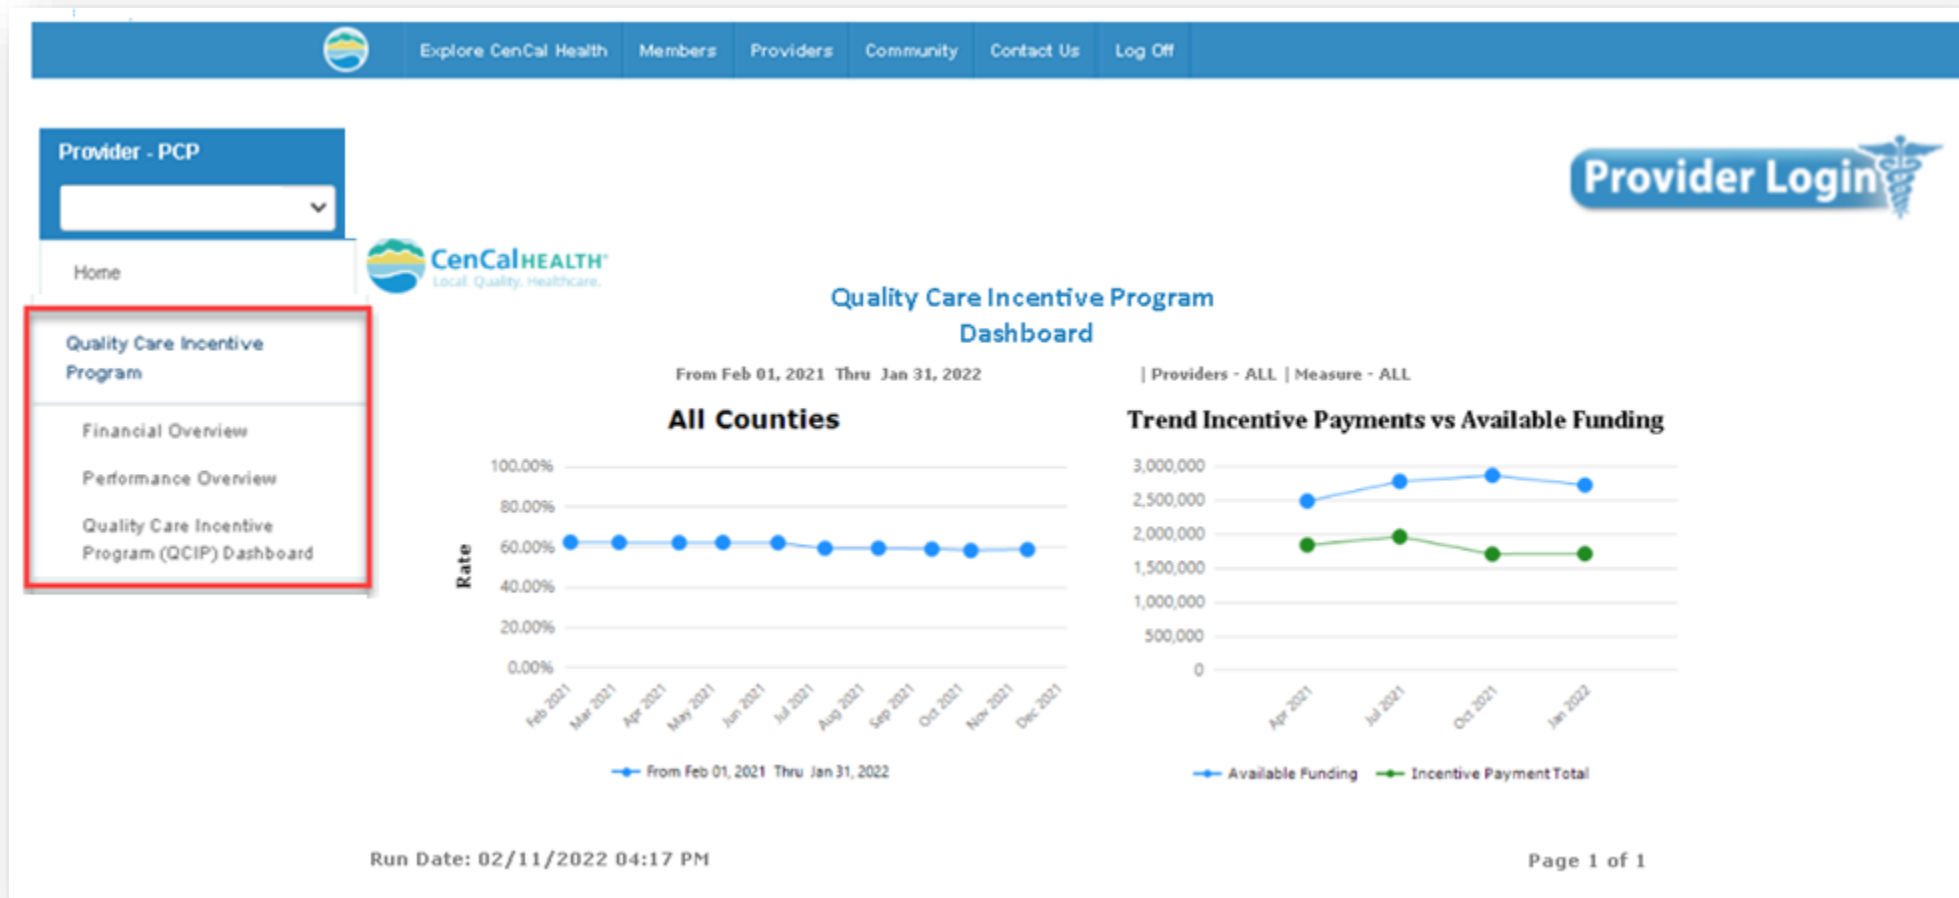 Explore CenCal Health Members Providers Community Contact Us Log Off
Provider - PCP
Provider Login
Home
CenCalHEALTH®
Local. Quality. Healthcare.
Quality Care Incentive
Program
Financial Overview
Performance Overview
Quality Care Incentive
Program (QCIP) Dashboard
Quality Care Incentive Program
Dashboard
From Feb 01, 2021 Thru Jan 31, 2022 | Providers - ALL | Measure - ALL
All Counties
100.00%
80.00%
60.00%
40.00%
20.00%
0.00%
Rate
Feb 2021 Mar 2021 Apr 2021 May 2021 Jun 2021 Jul 2021 Aug 2021 Sep 2021 Oct 2021 Nov 2021 Dec 2021
From Feb 01, 2021 Thru Jan 31, 2022
Trend Incentive Payments vs Available Funding
3,000,000
2,500,000
2,000,000
1,500,000
1,000,000
500,000
0
Apr 2021 Jul 2021 Oct 2021 Jan 2022
Available Funding Incentive Payment Total
Run Date: 02/11/2022 04:17 PM
Page 1 of 1